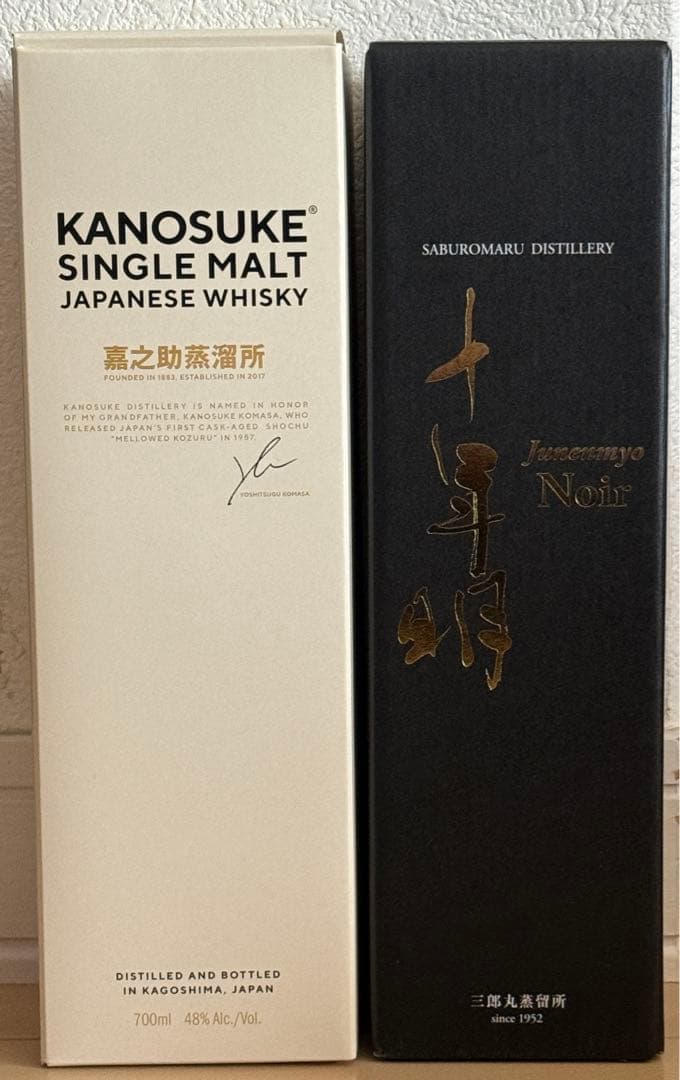 KANOSUKE®
SINGLE MALT
JAPANESE WHISKY
嘉之助蒸溜所
FOUNDED IN 1883, ESTABLISHED IN 2017
KANOSUKE DISTILLERY IS NAMED IN HONOR
OF MY GRANDFATHER, KANOSUKE KOMASA, WHO
RELEASED JAPAN'S FIRST CASK-AGED SHOCHU
"MELLOWED KOZURU" IN 1957.
YOSHITSUGU KOMASA
DISTILLED AND BOTTLED
IN KAGOSHIMA, JAPAN
700ml 48% Alc./Vol.
SABUROMARU DISTILLERY
十年明
Junenmyo
Noir
三郎丸蒸留所
since 1952